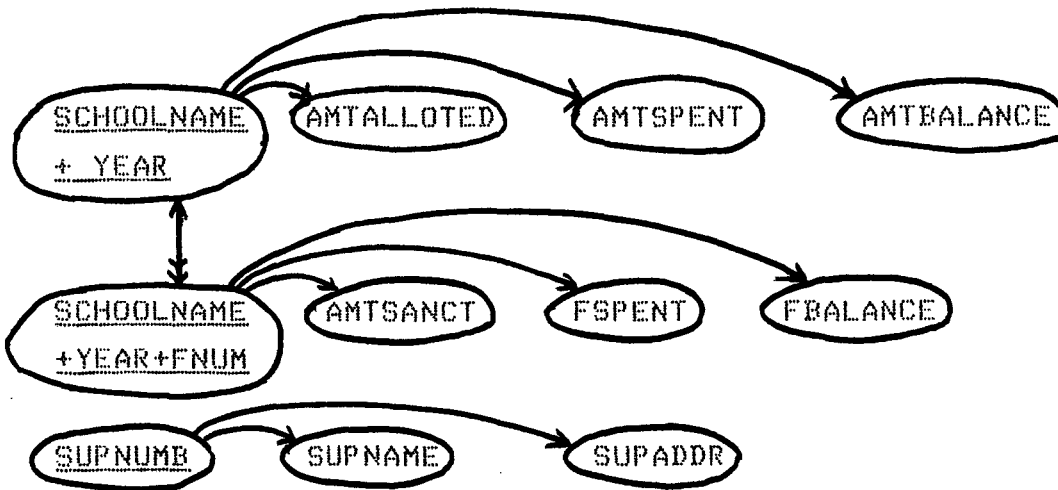 SCHOOLNAME AMTALLOTED AMTSPENT AMTBALANCE
+ YEAR
SCHOOLNAME AMTSANCT FSPENT FBALANCE
+YEAR+FNUM
SUPNUMB SUPNAME SUPADDR